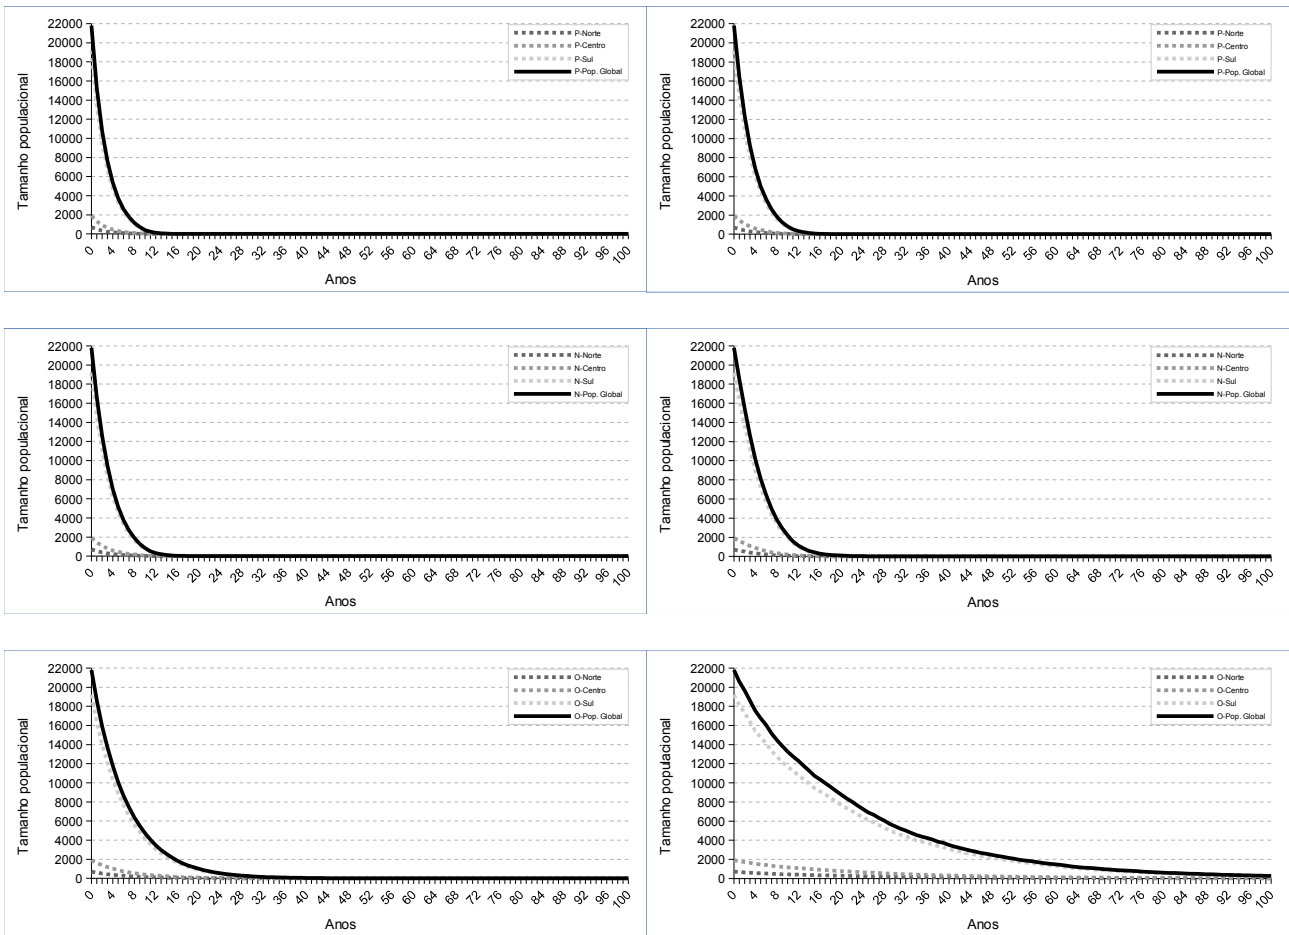 22000
20000
18000
16000
14000
12000
10000
8000
6000
4000
2000
0
Tamanho populacional
P-Norte
P-Centro
P-Sul
P-Pop. Global
0 4 8 12 16 20 24 28 32 36 40 44 48 52 56 60 64 68 72 76 80 84 88 92 96 100
Anos
22000
20000
18000
16000
14000
12000
10000
8000
6000
4000
2000
0
Tamanho populacional
P-Norte
P-Centro
P-Sul
P-Pop. Global
0 4 8 12 16 20 24 28 32 36 40 44 48 52 56 60 64 68 72 76 80 84 88 92 96 100
Anos
22000
20000
18000
16000
14000
12000
10000
8000
6000
4000
2000
0
Tamanho populacional
N-Norte
N-Centro
N-Sul
N-Pop. Global
0 4 8 12 16 20 24 28 32 36 40 44 48 52 56 60 64 68 72 76 80 84 88 92 96 100
Anos
22000
20000
18000
16000
14000
12000
10000
8000
6000
4000
2000
0
Tamanho populacional
N-Norte
N-Centro
N-Sul
N-Pop. Global
0 4 8 12 16 20 24 28 32 36 40 44 48 52 56 60 64 68 72 76 80 84 88 92 96 100
Anos
22000
20000
18000
16000
14000
12000
10000
8000
6000
4000
2000
0
Tamanho populacional
O-Norte
O-Centro
O-Sul
O-Pop. Global
0 4 8 12 16 20 24 28 32 36 40 44 48 52 56 60 64 68 72 76 80 84 88 92 96 100
Anos
22000
20000
18000
16000
14000
12000
10000
8000
6000
4000
2000
0
Tamanho populacional
O-Norte
O-Centro
O-Sul
O-Pop. Global
0 4 8 12 16 20 24 28 32 36 40 44 48 52 56 60 64 68 72 76 80 84 88 92 96 100
Anos